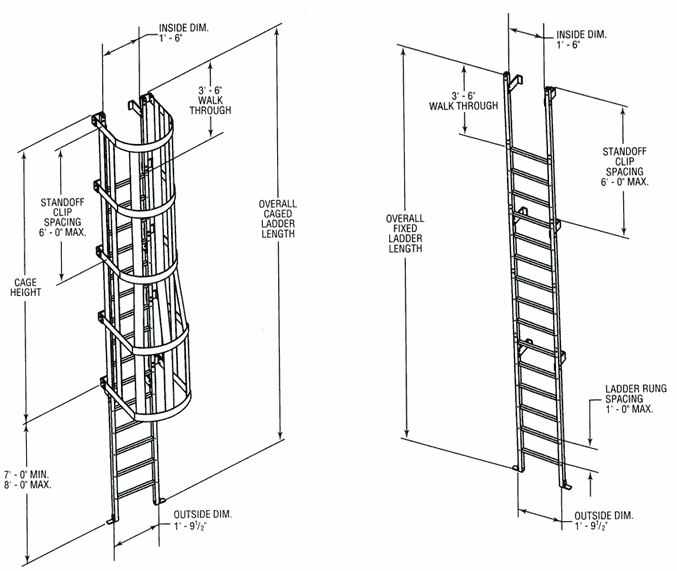 INSIDE DIM.
1' - 6"
3' - 6"
WALK
THROUGH
STANDOFF
CLIP
SPACING
6' - 0" MAX.
CAGE
HEIGHT
OVERALL
CAGED
LADDER
LENGTH
7' - 0" MIN.
8' - 0" MAX.
OUTSIDE DIM.
1' - 9 1/2"
INSIDE DIM.
1' - 6"
3' - 6"
WALK THROUGH
STANDOFF
CLIP
SPACING
6' - 0" MAX.
OVERALL
FIXED
LADDER
LENGTH
LADDER RUNG
SPACING
1' - 0" MAX.
OUTSIDE DIM.
1' - 9 1/2"